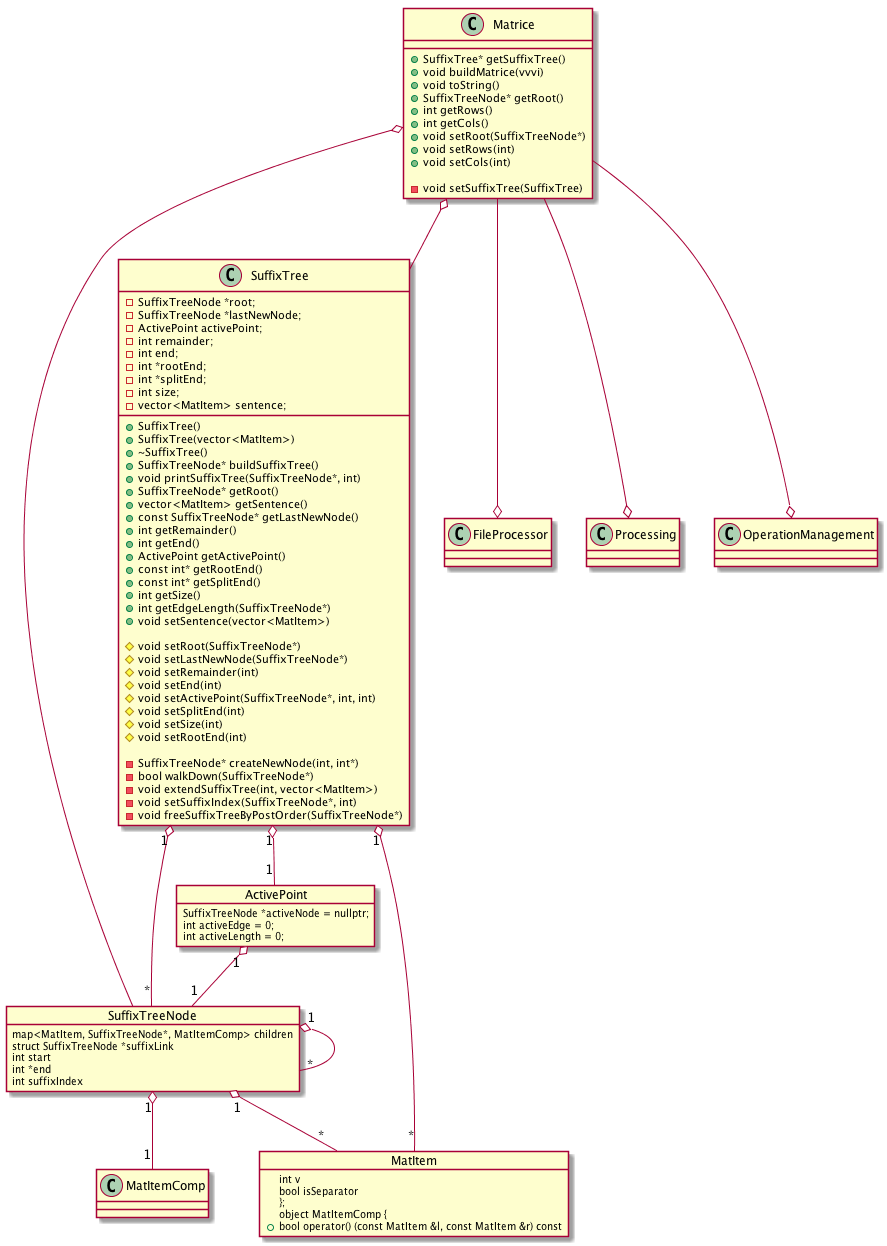 C Matrice
SuffixTree* getSuffixTree()
void buildMatrice(vvvi)
void toString()
SuffixTreeNode* getRoot()
int getRows()
int getCols()
void setRoot(SuffixTreeNode*)
void setRows(int)
void setCols(int)
void setSuffixTree(SuffixTree)
C SuffixTree
SuffixTreeNode *root;
SuffixTreeNode *lastNewNode;
ActivePoint activePoint;
int remainder;
int end;
int *rootEnd;
int *splitEnd;
int size;
vector<MatItem> sentence;
SuffixTree()
SuffixTree(vector<MatItem>)
~SuffixTree()
SuffixTreeNode* buildSuffixTree()
void printSuffixTree(SuffixTreeNode*, int)
SuffixTreeNode* getRoot()
vector<MatItem> getSentence()
const SuffixTreeNode* getLastNewNode()
int getRemainder()
int getEnd()
ActivePoint getActivePoint()
const int* getRootEnd()
const int* getSplitEnd()
int getSize()
int getEdgeLength(SuffixTreeNode*)
void setSentence(vector<MatItem>)
void setRoot(SuffixTreeNode*)
void setLastNewNode(SuffixTreeNode*)
void setRemainder(int)
void setEnd(int)
void setActivePoint(SuffixTreeNode*, int, int)
void setSplitEnd(int)
void setSize(int)
void setRootEnd(int)
SuffixTreeNode* createNewNode(int, int*)
bool walkDown(SuffixTreeNode*)
void extendSuffixTree(int, vector<MatItem>)
void setSuffixIndex(SuffixTreeNode*, int)
void freeSuffixTreeByPostOrder(SuffixTreeNode*)
C FileProcessor
C Processing
C OperationManagement
1 1 1
1
ActivePoint
SuffixTreeNode *activeNode = nullptr;
int activeEdge = 0;
int activeLength = 0;
1
* 1
SuffixTreeNode
map<MatItem, SuffixTreeNode*, MatItemComp> children
struct SuffixTreeNode *suffixLink
int start
int *end
int suffixIndex
1
*
1 1
1 * *
C MatItemComp
MatItem
int v
bool isSeparator
};
object MatItemComp {
bool operator() (const MatItem &l, const MatItem &r) const